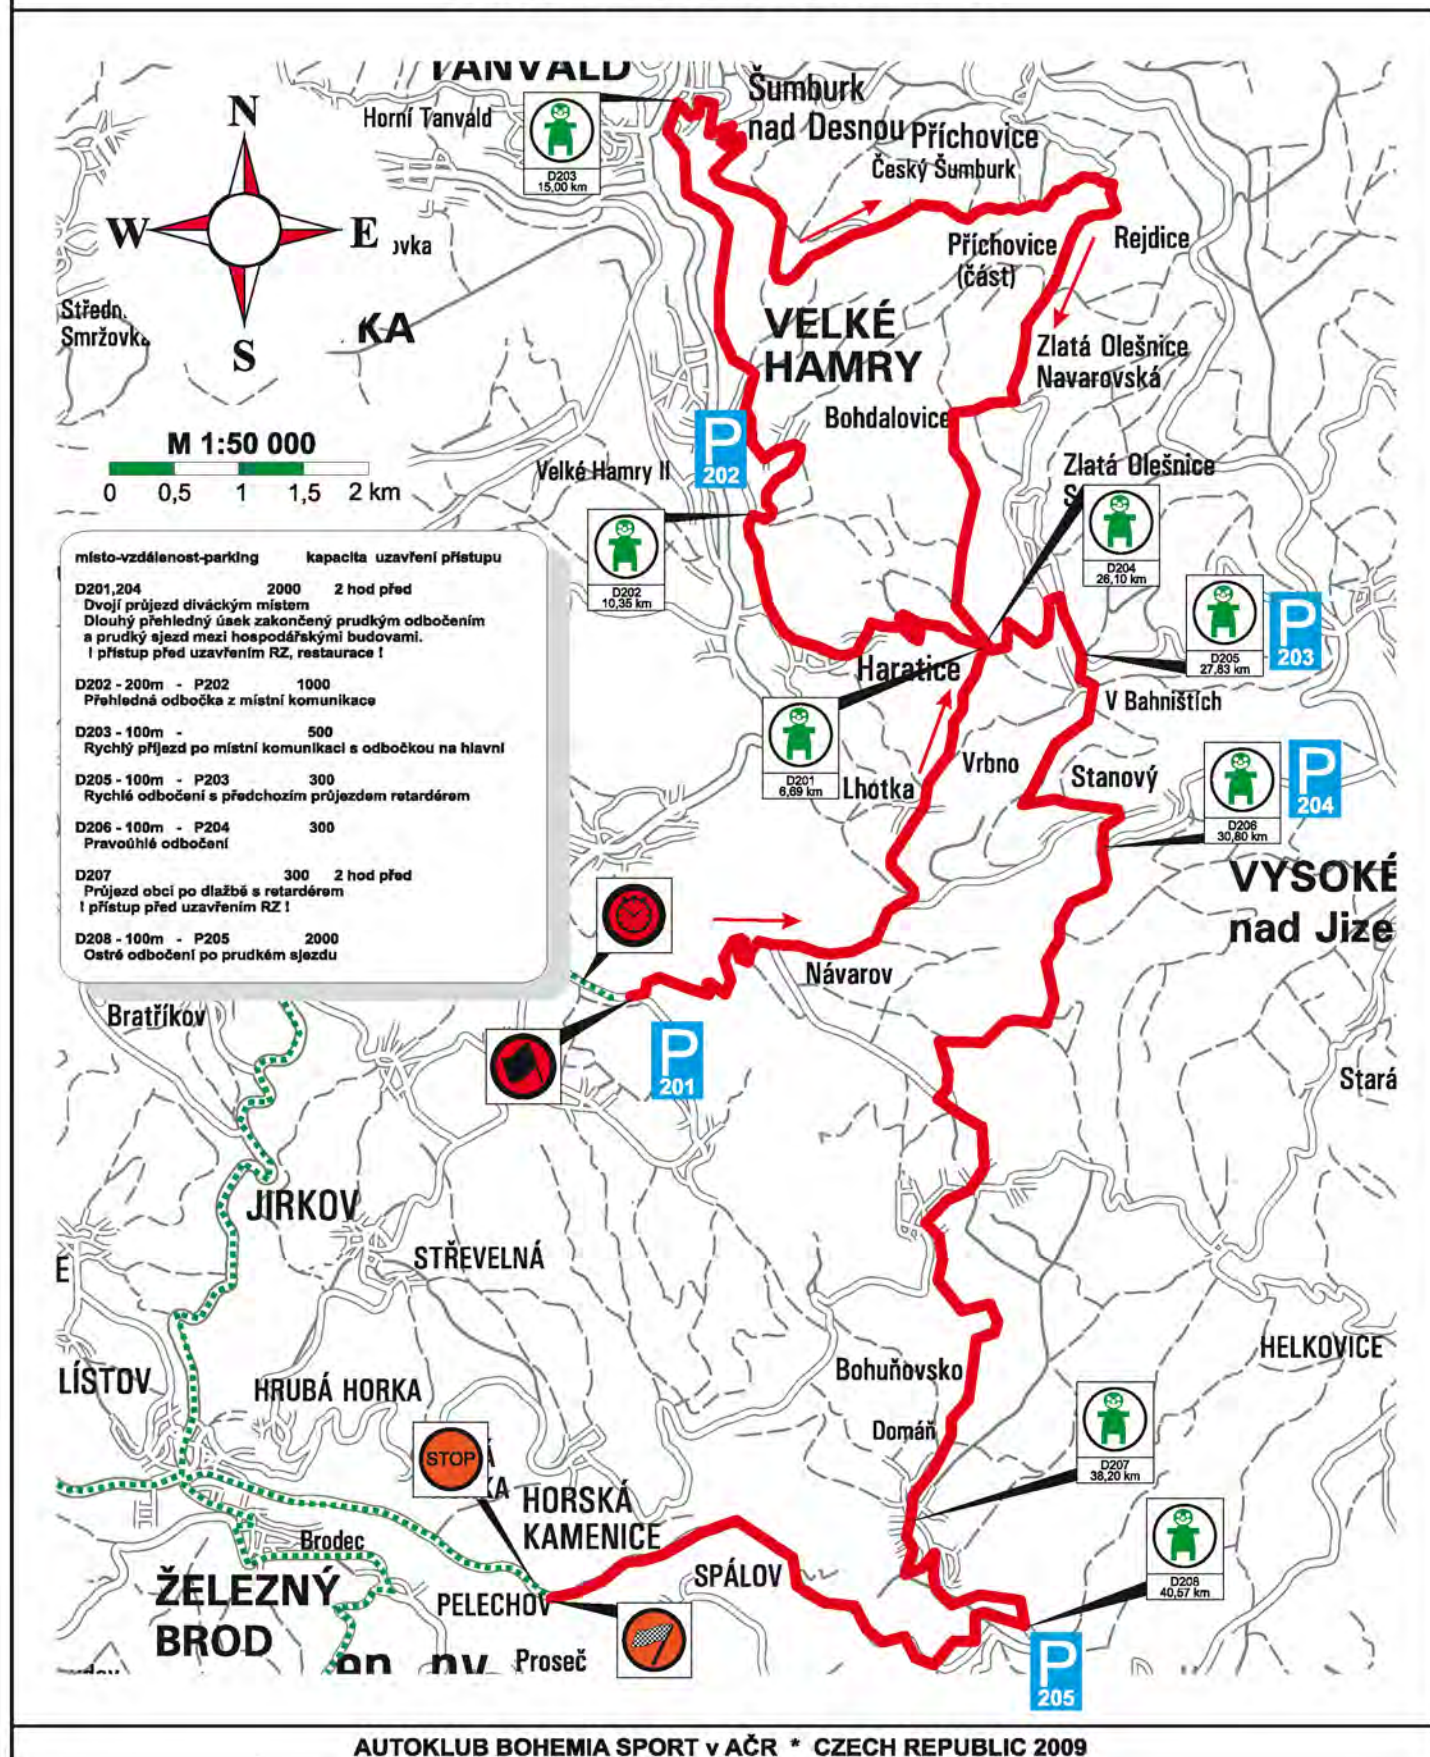 TANVALD
Šumburk
nad Desnou
Horní Tanvald
Příchovice
Český Šumburk
D203
15,00 km
N
W
E
S
ovka
Příchovice
(část)
Rejdice
Středn
Smržovka
KA
VELKÉ
HAMRY
Zlatá Olešnice
Navarovská
Bohdalovice
M 1:50 000
0 0,5 1 1,5 2 km
P
202
Velké Hamry II
Zlatá Olešnice
S
D204
26,10 km
D202
10,35 km
místo-vzdálenost-parking kapacita uzavření přístupu
D201,204 2000 2 hod před
Dvojí průjezd diváckým místem
Dlouhý přehledný úsek zakončený prudkým odbočením
a prudký sjezd mezi hospodářskými budovami.
! přístup před uzavřením RZ, restaurace !
D202 - 200m - P202 1000
Přehledná odbočka z místní komunikace
D203 - 100m - 500
Rychlý příjezd po místní komunikaci s odbočkou na hlavní
D205 - 100m - P203 300
Rychlé odbočení s předchozím průjezdem retardérem
D206 - 100m - P204 300
Pravoúhlé odbočení
D207 300 2 hod před
Průjezd obcí po dlažbě s retardérem
! přístup před uzavřením RZ !
D208 - 100m - P205 2000
Ostré odbočení po prudkém sjezdu
D205
27,83 km
P
203
Haratice
V Bahništích
D201
6,69 km
Lhotka
Vrbno
Stanový
D206
30,80 km
P
204
VYSOKÉ
nad Jize
Návarov
Bratříkov
P
201
Stará
JIRKOV
STŘEVELNÁ
E
HELKOVICE
LÍSTOV
HRUBÁ HORKA
Bohuňovsko
Domáň
D207
38,20 km
STOP
Á
KA
HORSKÁ
KAMENICE
Brodec
SPÁLOV
D208
40,57 km
ŽELEZNÝ
BROD
PELECHOV
Proseč
P
205
AUTOKLUB BOHEMIA SPORT v AČR * CZECH REPUBLIC 2009